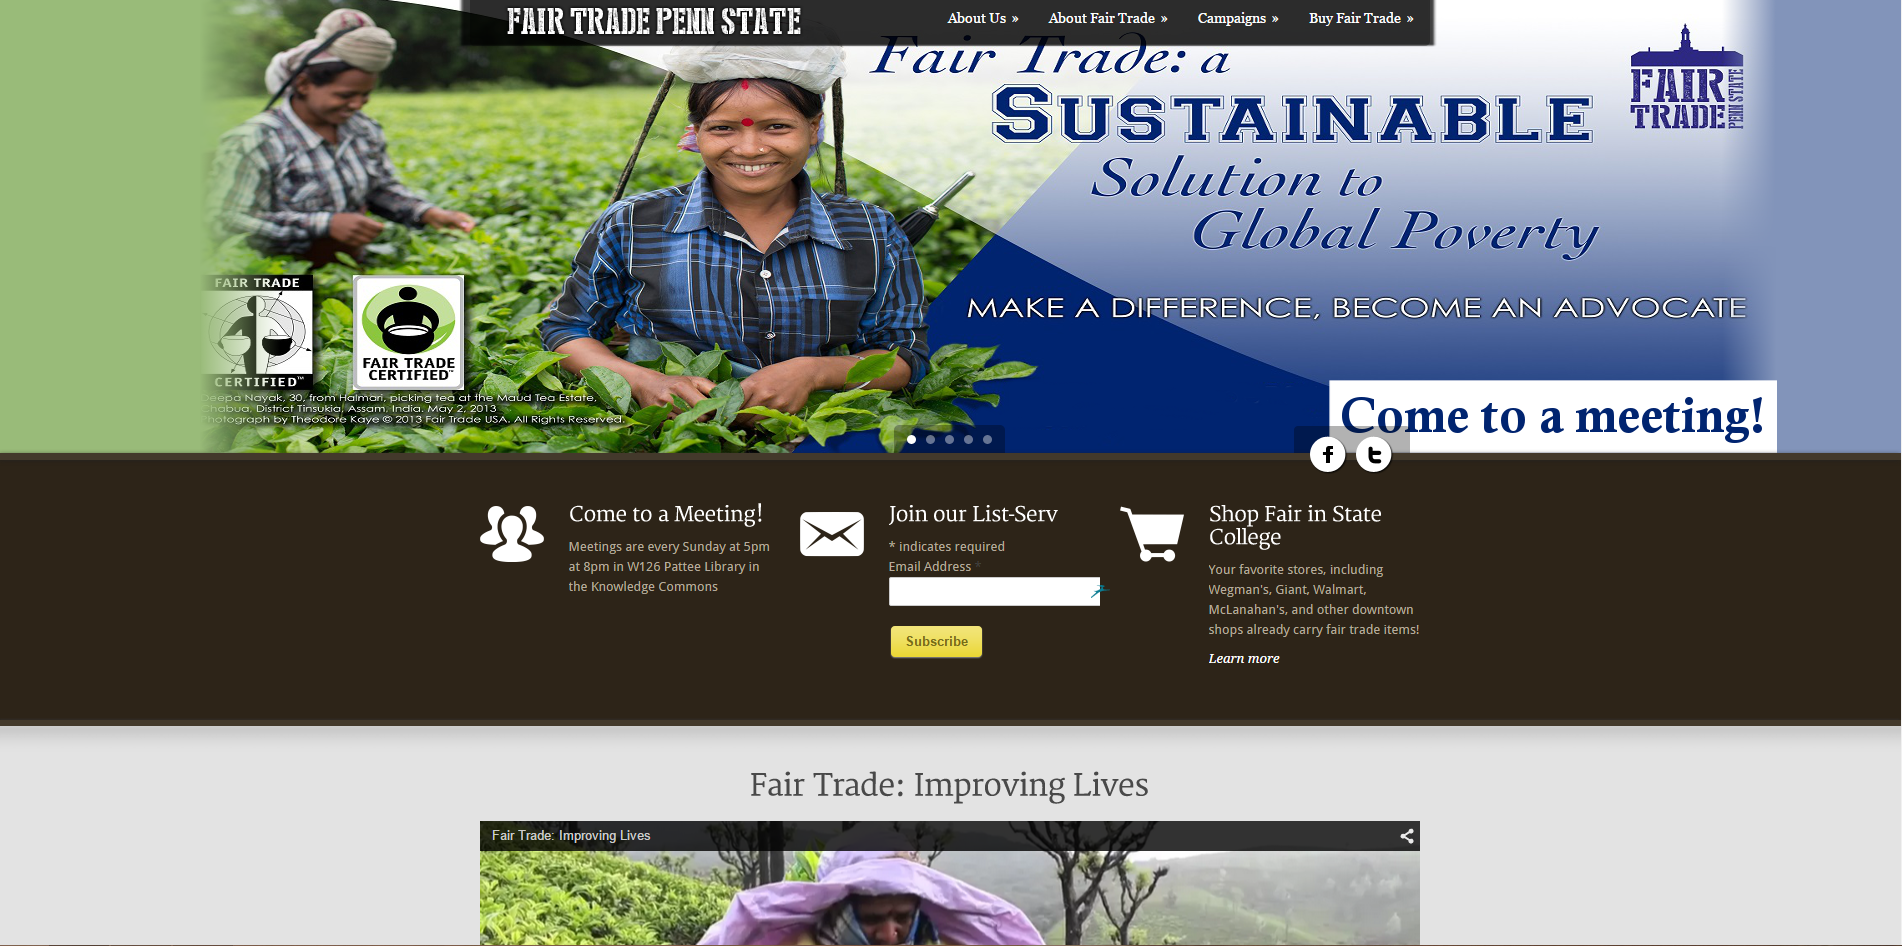 FAIR TRADE PENN STATE
About Us »
About Fair Trade »
Campaigns »
Buy Fair Trade »
Fair Trade: a
SUSTAINABLE
Solution to
Global Poverty
FAIR
TRADE
PENN STATE
MAKE A DIFFERENCE, BECOME AN ADVOCATE
FAIR TRADE
CERTIFIED™
FAIR TRADE
CERTIFIED™
Deepa Nayak, 30, from Halmari, picking tea at the Maud Tea Estate,
Chabua, District Tinsukia, Assam, India. May 2, 2013
Photograph by Theodore Kaye © 2013 Fair Trade USA. All Rights Reserved.
Come to a meeting!
Come to a Meeting!
Meetings are every Sunday at 5pm
at 8pm in W126 Pattee Library in
the Knowledge Commons
Join our List-Serv
* indicates required
Email Address *
Subscribe
Shop Fair in State
College
Your favorite stores, including
Wegman's, Giant, Walmart,
McLanahan's, and other downtown
shops already carry fair trade items!
Learn more
Fair Trade: Improving Lives
Fair Trade: Improving Lives